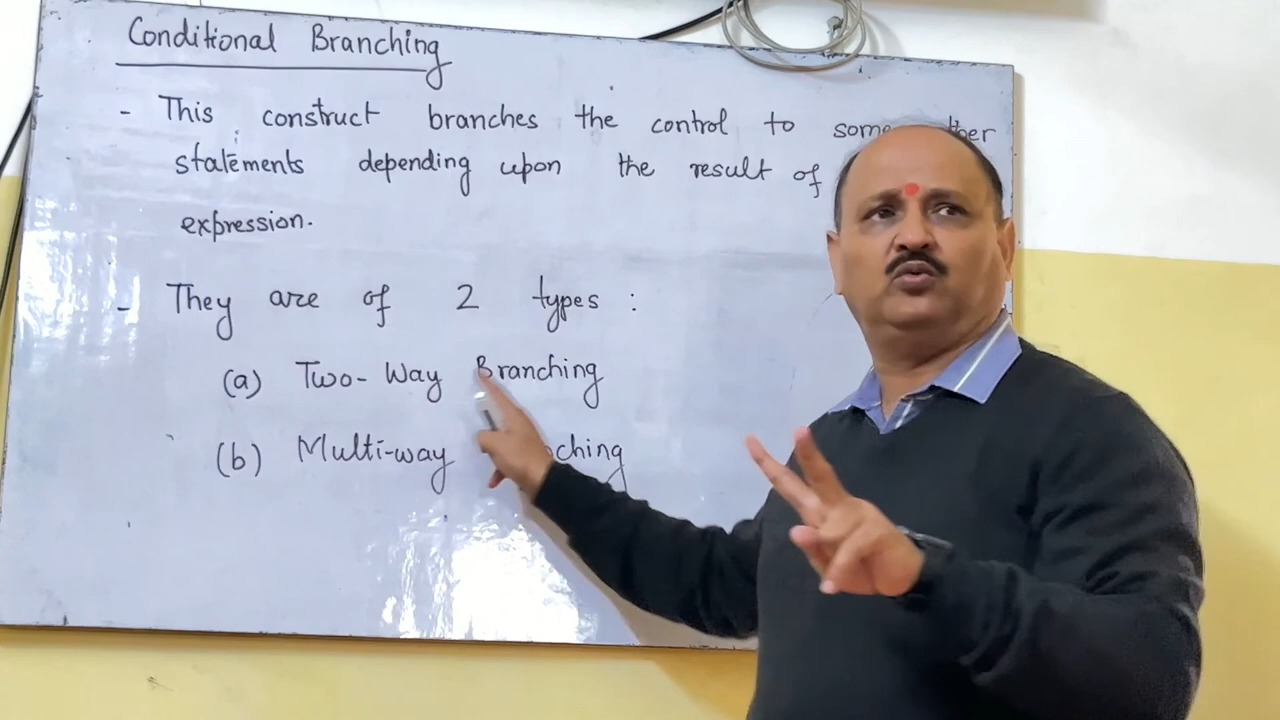 Conditional Branching
- This construct branches the control to some
statements depending upon the result of
expression.
- They are of 2 types :
(a) Two-Way Branching
(b) Multi-way